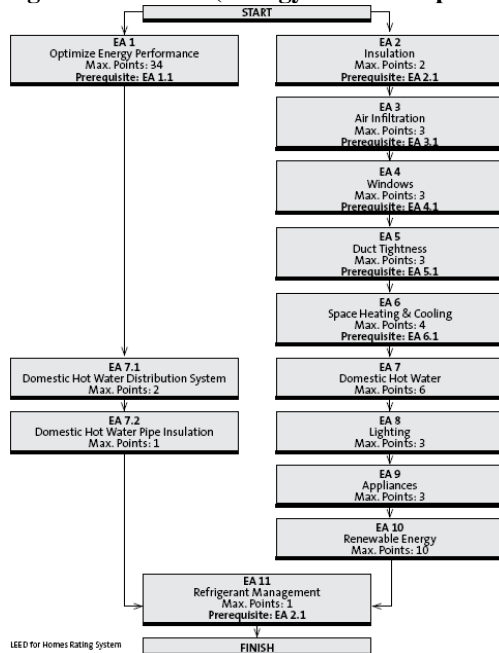 START
EA 1
Optimize Energy Performance
Max. Points: 34
Prerequisite: EA 1.1
EA 2
Insulation
Max. Points: 2
Prerequisite: EA 2.1
EA 3
Air Infiltration
Max. Points: 3
Prerequisite: EA 3.1
EA 4
Windows
Max. Points: 3
Prerequisite: EA 4.1
EA 5
Duct Tightness
Max. Points: 3
Prerequisite: EA 5.1
EA 6
Space Heating & Cooling
Max. Points: 4
Prerequisite: EA 6.1
EA 7.1
Domestic Hot Water Distribution System
Max. Points: 2
EA 7
Domestic Hot Water
Max. Points: 6
EA 7.2
Domestic Hot Water Pipe Insulation
Max. Points: 1
EA 8
Lighting
Max. Points: 3
EA 9
Appliances
Max. Points: 3
EA 10
Renewable Energy
Max. Points: 10
EA 11
Refrigerant Management
Max. Points: 1
Prerequisite: EA 2.1
LEED for Homes Rating System
FINISH